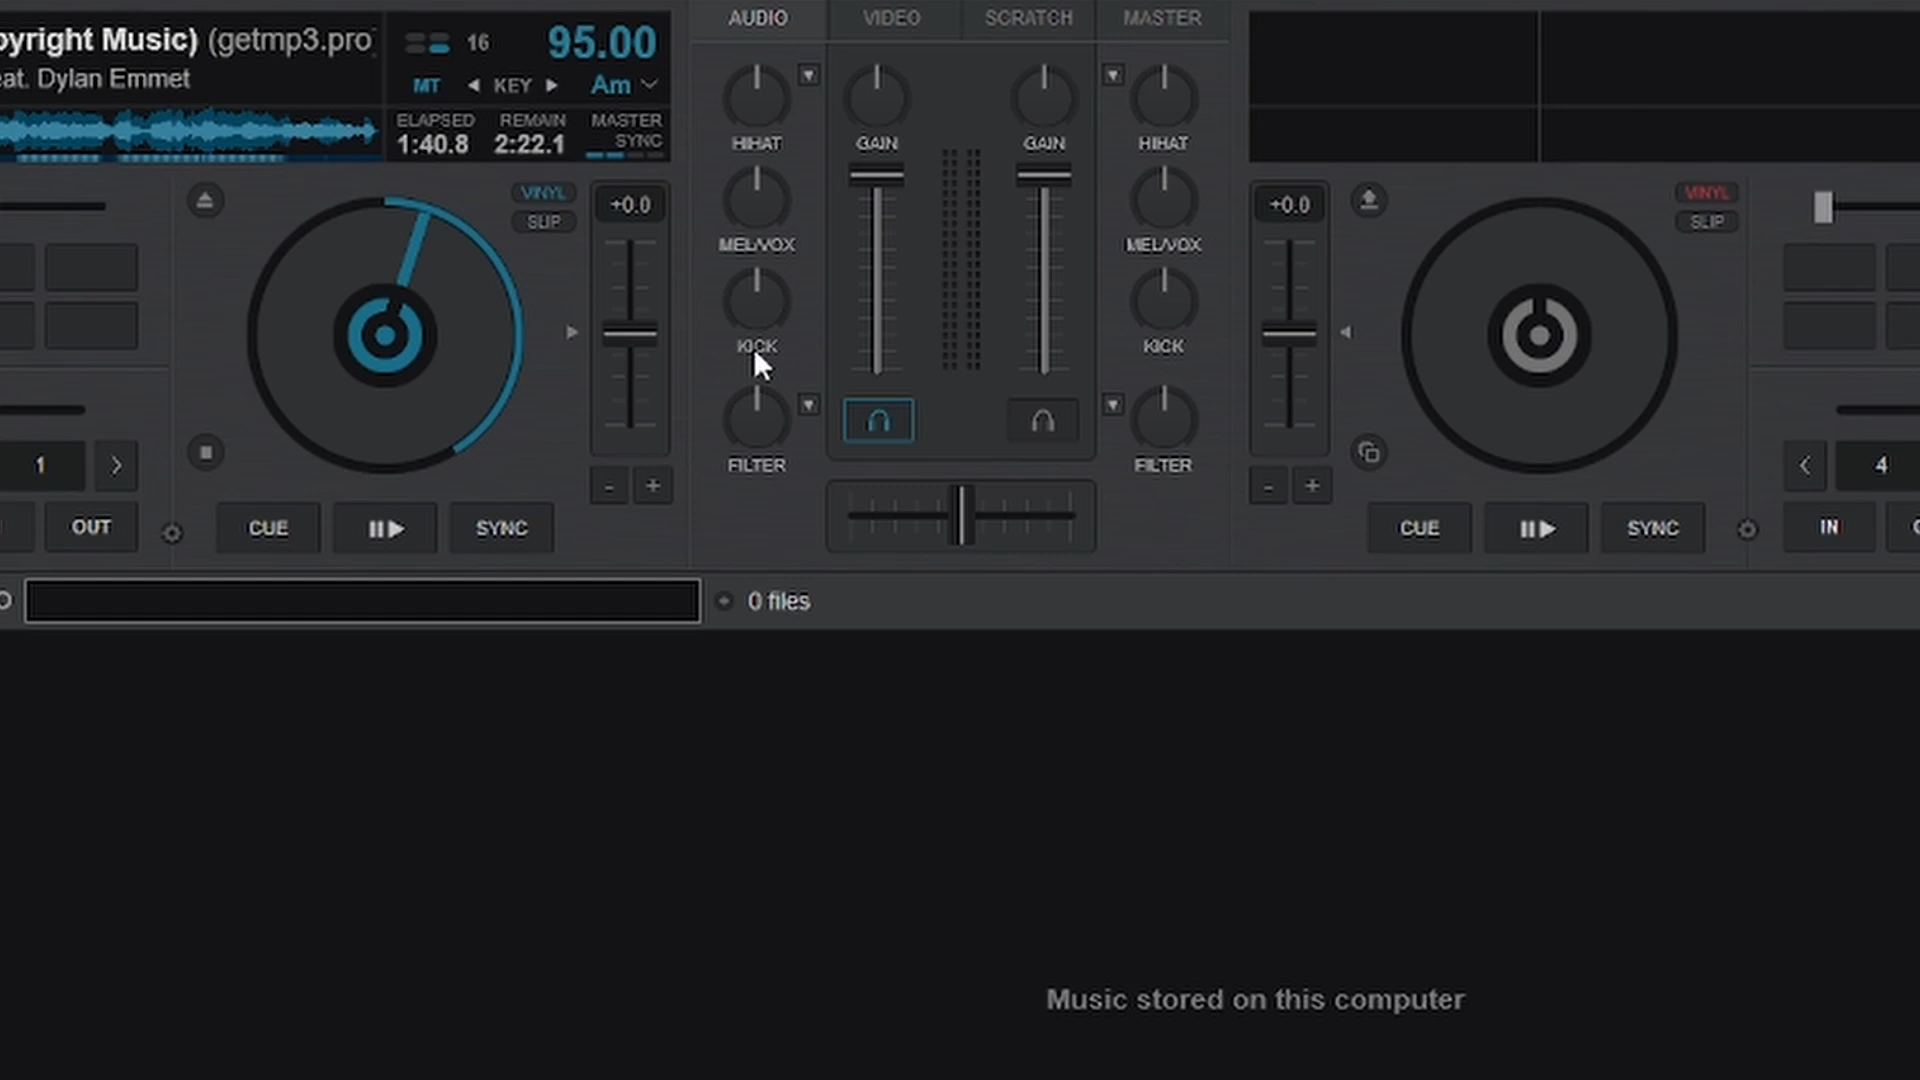 AUDIO VIDEO SCRATCH MASTER
pyright Music) (getmp3.pro
16 95.00
eat. Dylan Emmet
MT KEY Am
ELAPSED REMAIN MASTER
1:40.8 2:22.1 SYNC
HIHAT GAIN GAIN HIHAT
VINYL
SLIP
+0.0
MEL/VOX MEL/VOX
+0.0
VINYL
SLIP
KICK KICK
FILTER FILTER
1
- +
- +
4
OUT CUE SYNC
CUE SYNC IN
0 files
Music stored on this computer